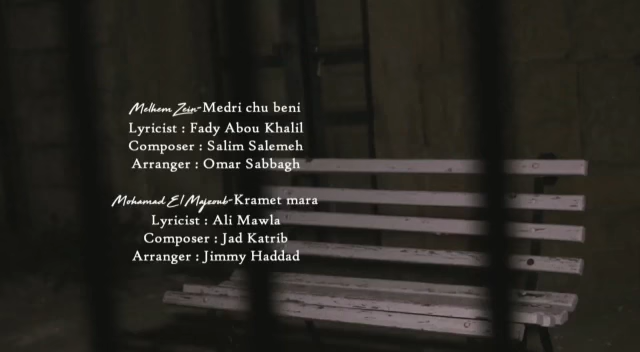 Melhem Zein-Medri chu beni
Lyricist : Fady Abou Khalil
Composer : Salim Salemeh
Arranger : Omar Sabbagh
Mohamad El Majzoub-Kramet mara
Lyricist : Ali Mawla
Composer : Jad Katrib
Arranger : Jimmy Haddad